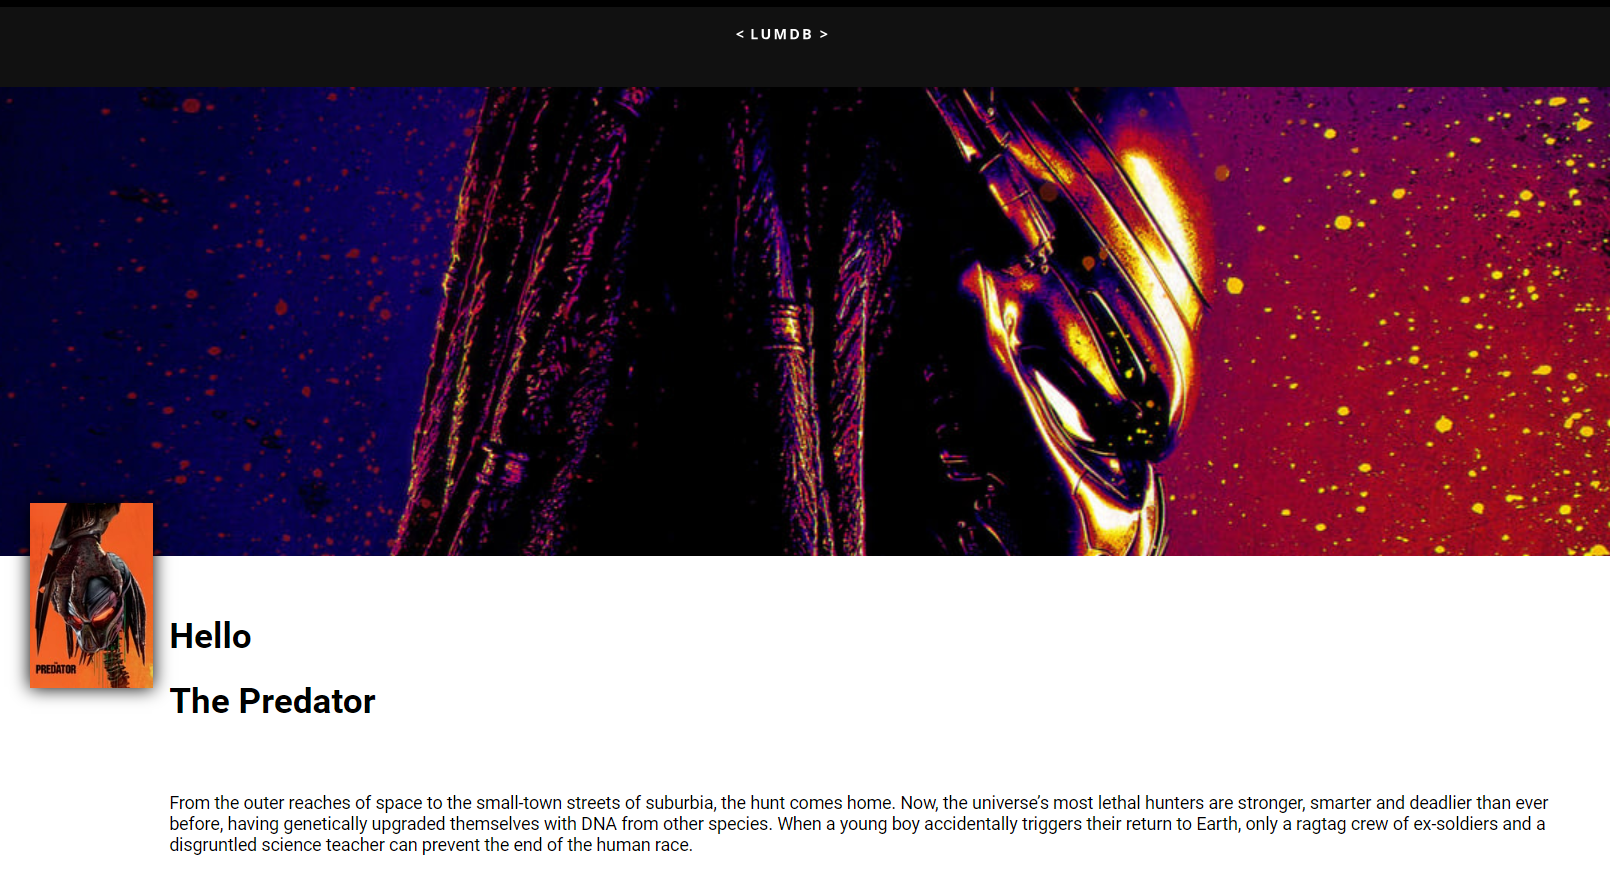 < LUMDB >
PREDATOR
Hello
The Predator
From the outer reaches of space to the small-town streets of suburbia, the hunt comes home. Now, the universe’s most lethal hunters are stronger, smarter and deadlier than ever
before, having genetically upgraded themselves with DNA from other species. When a young boy accidentally triggers their return to Earth, only a ragtag crew of ex-soldiers and a
disgruntled science teacher can prevent the end of the human race.